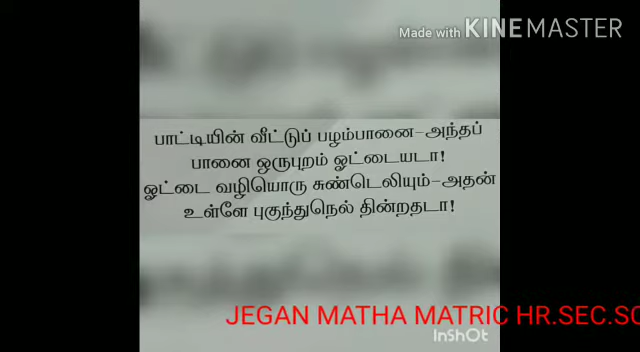 Made with KINEMASTER
பாட்டியின் வீட்டுப் பழம்பானை-அந்தப்
பானை ஒருபுறம் ஓட்டையடா!
ஓட்டை வழியொரு சுண்டெலியும்-அதன்
உள்ளே புகுந்துநெல் தின்றதடா!
JEGAN MATHA MATRIC HR.SEC.SC
InShOt